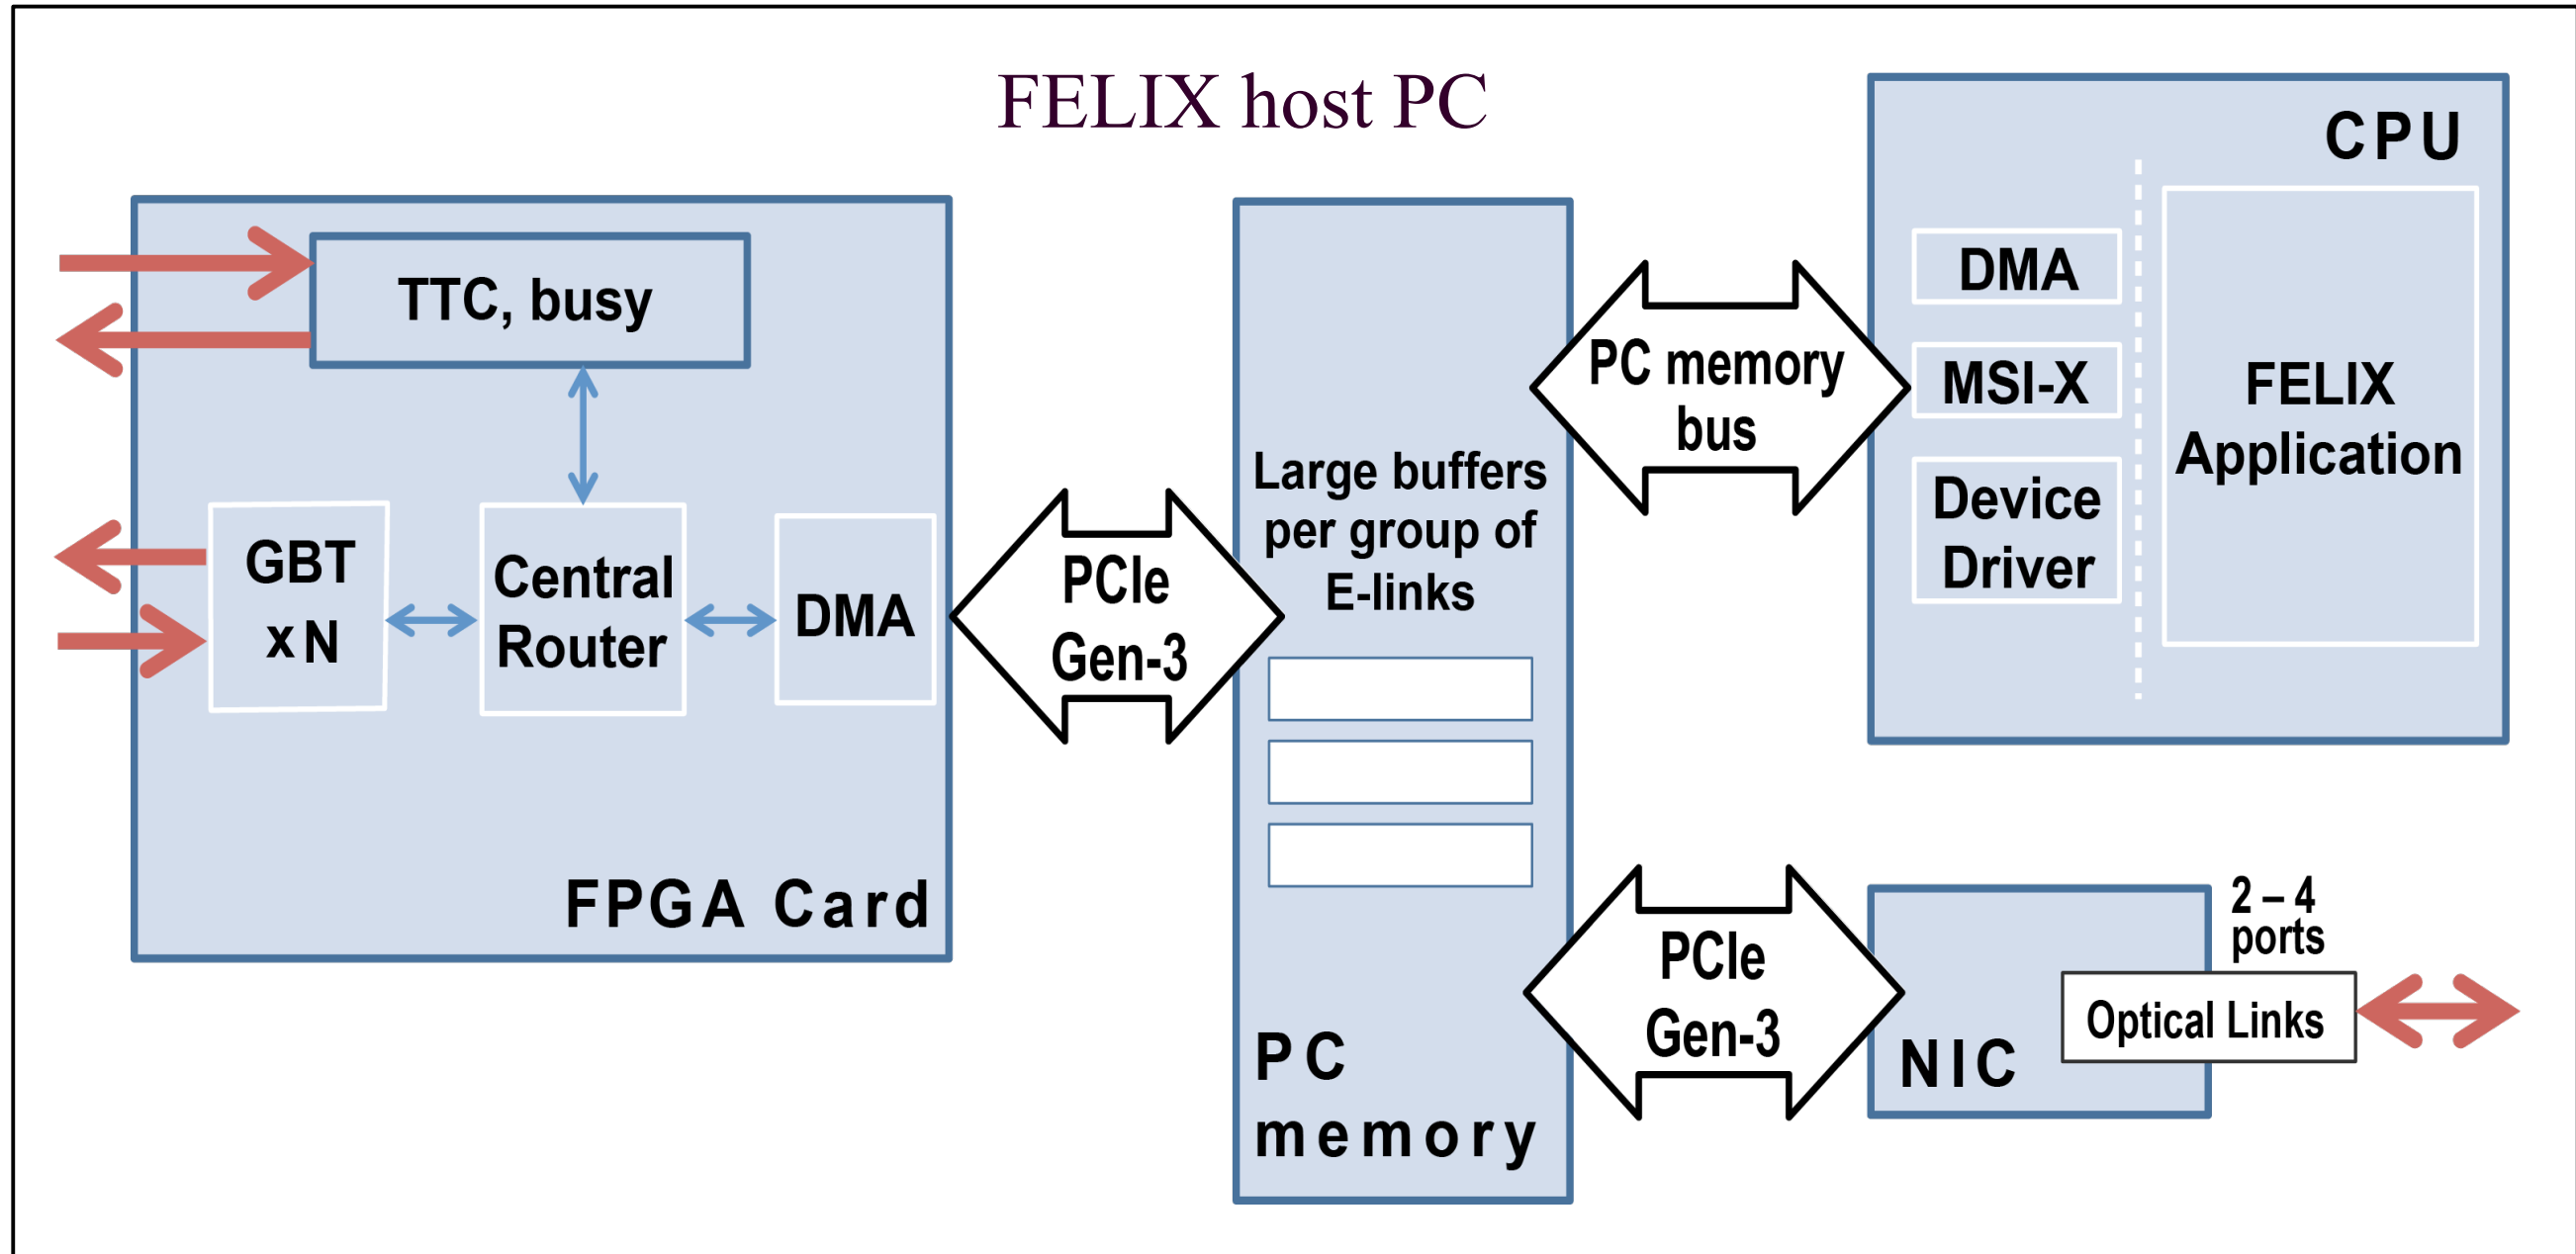 FELIX host PC
TTC, busy
GBT
xN
Central
Router
DMA
FPGA Card
PCIe
Gen-3
Large buffers
per group of
E-links
PC
memory
PC memory
bus
CPU
DMA
MSI-X
Device
Driver
FELIX
Application
PCIe
Gen-3
NIC
2 – 4
ports
Optical Links